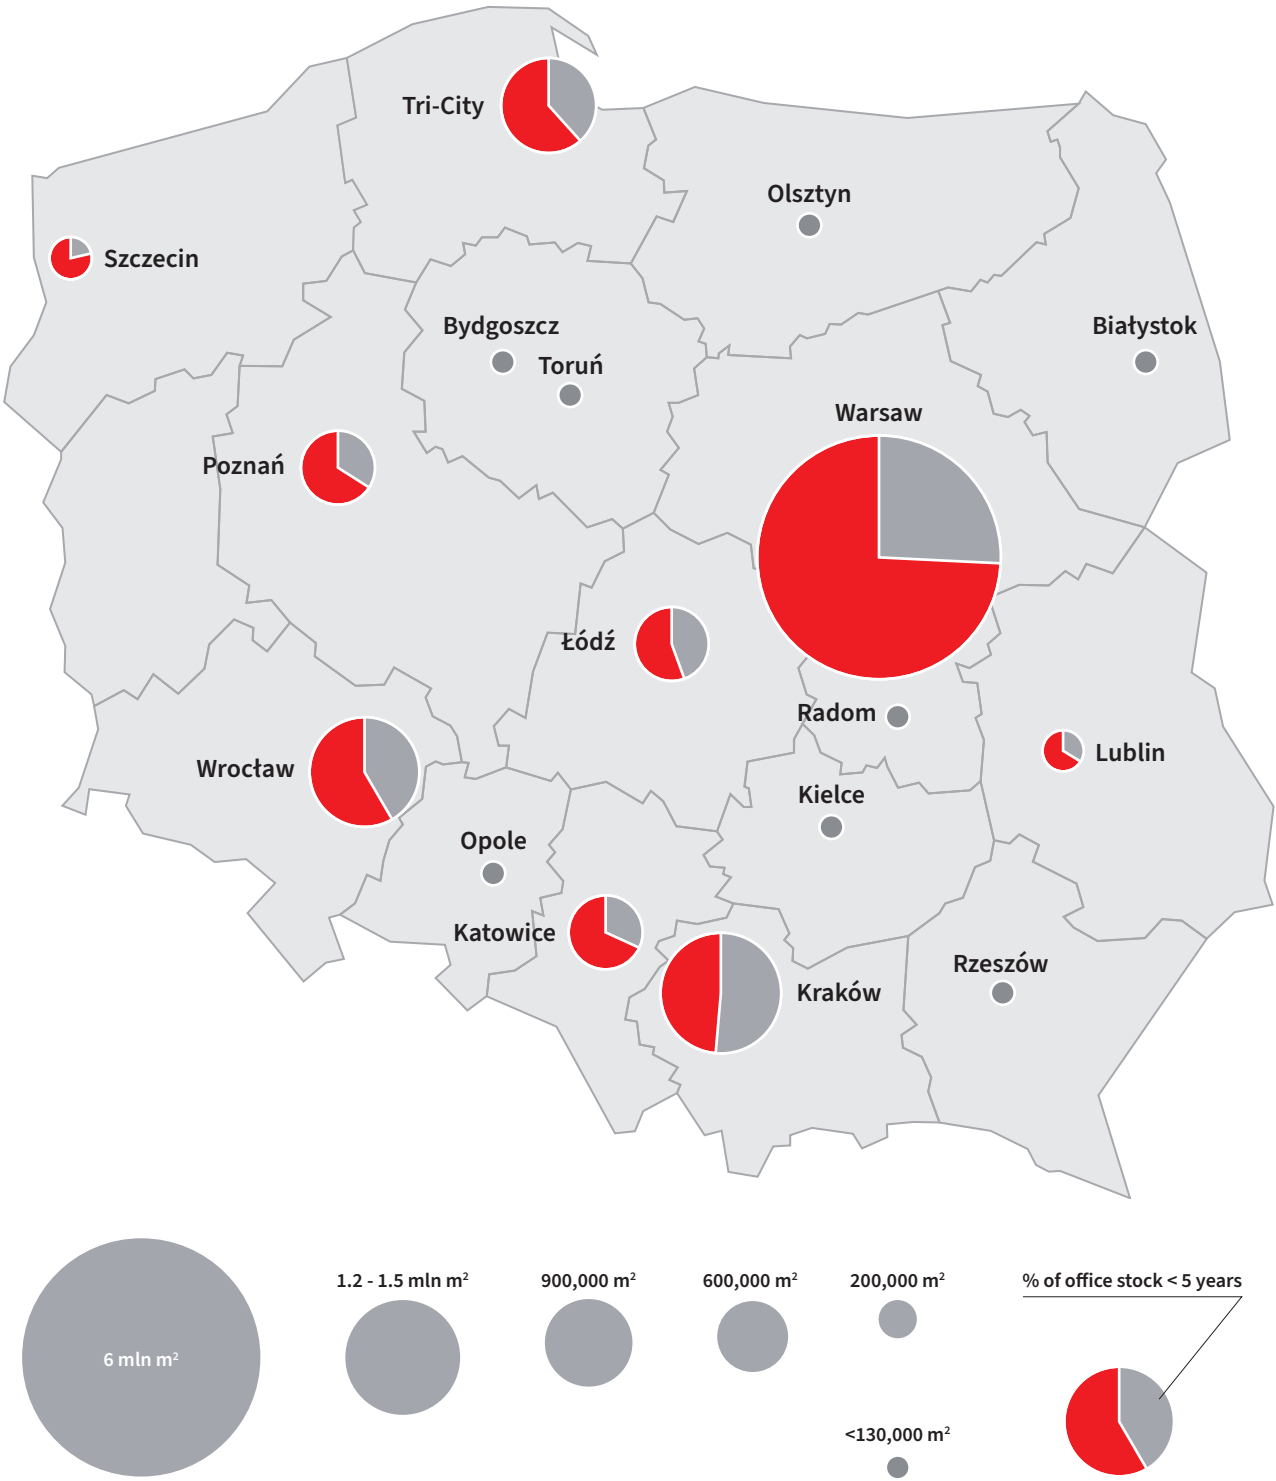 Tri-City
Olsztyn
Szczecin
Bydgoszcz
Białystok
Toruń
Warsaw
Poznań
Łódź
Radom
Lublin
Wrocław
Kielce
Opole
Katowice
Rzeszów
Kraków
1.2 - 1.5 mln m²
900,000 m²
600,000 m²
200,000 m²
% of office stock < 5 years
6 mln m²
<130,000 m²